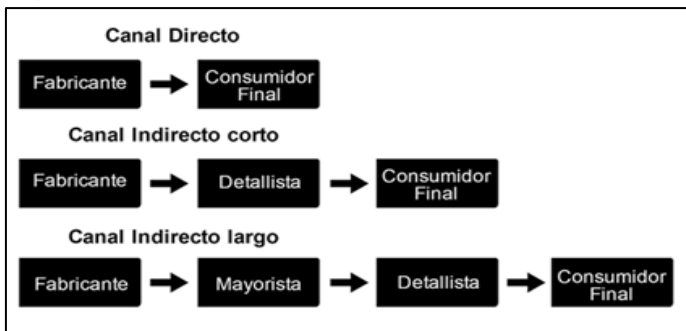 Canal Directo
Fabricante
Consumidor
Final
Canal Indirecto corto
Fabricante
Detallista
Consumidor
Final
Canal Indirecto largo
Fabricante
Mayorista
Detallista
Consumidor
Final